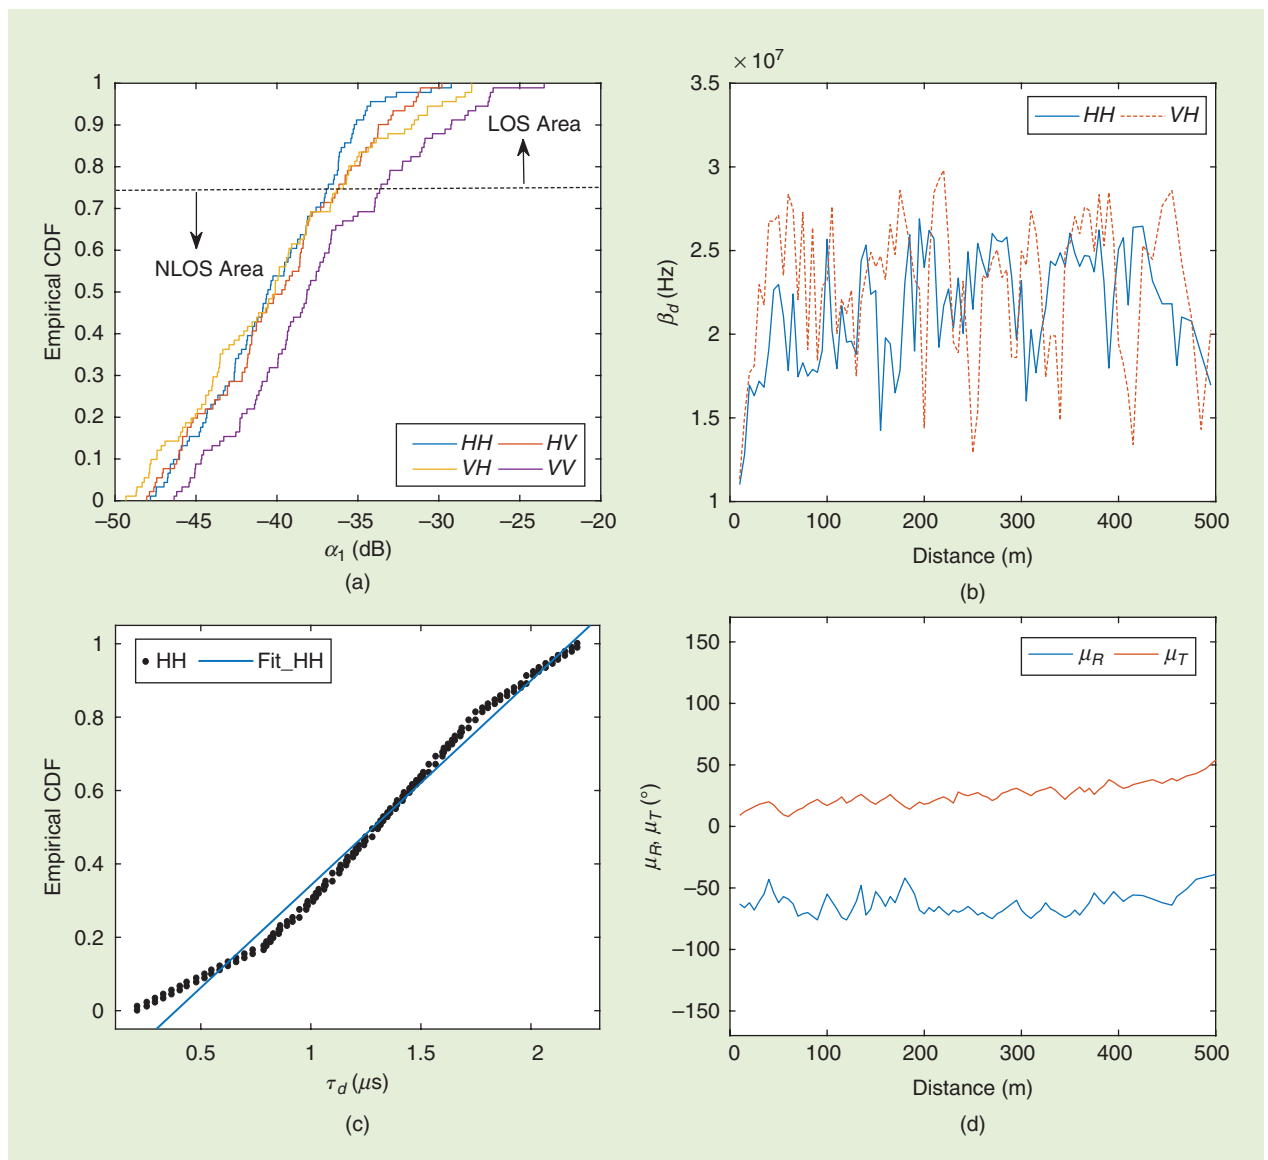 1
0.9
0.8
0.7
0.6
0.5
0.4
0.3
0.2
0.1
0
Empirical CDF
LOS Area
NLOS Area
HH HV
VH VV
–50 –45 –40 –35 –30 –25 –20
α1 (dB)
(a)
× 10^7
3.5
3
2.5
2
1.5
1
βd (Hz)
HH VH
0 100 200 300 400 500
Distance (m)
(b)
1
0.8
0.6
0.4
0.2
0
Empirical CDF
HH Fit_HH
0.5 1 1.5 2
τd (μs)
(c)
150
100
50
0
–50
–100
–150
μR, μT (°)
μR μT
0 100 200 300 400 500
Distance (m)
(d)